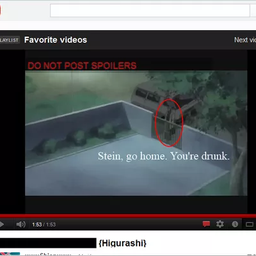 PLAYLIST Favorite videos Next vi
DO NOT POST SPOILERS
Stein, go home. You're drunk.
1:53 / 1:53
{Higurashi}